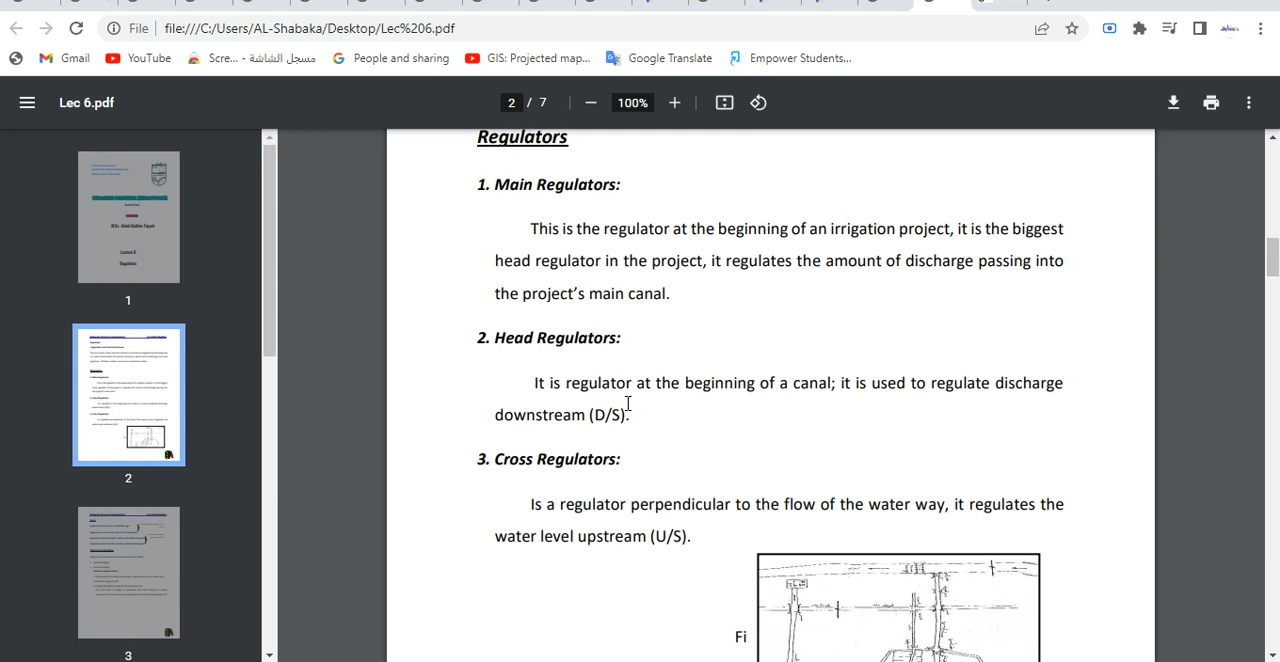 File file:///C:/Users/AL-Shabaka/Desktop/Lec%206.pdf
Gmail YouTube Scre... - مسجل الشاشة People and sharing GIS: Projected map... Google Translate Empower Students...
Lec 6.pdf 2 / 7 100%
Regulators
1. Main Regulators:
This is the regulator at the beginning of an irrigation project, it is the biggest
head regulator in the project, it regulates the amount of discharge passing into
the project’s main canal.
2. Head Regulators:
It is regulator at the beginning of a canal; it is used to regulate discharge
downstream (D/S).
3. Cross Regulators:
Is a regulator perpendicular to the flow of the water way, it regulates the
water level upstream (U/S).
Fi
1
2
3